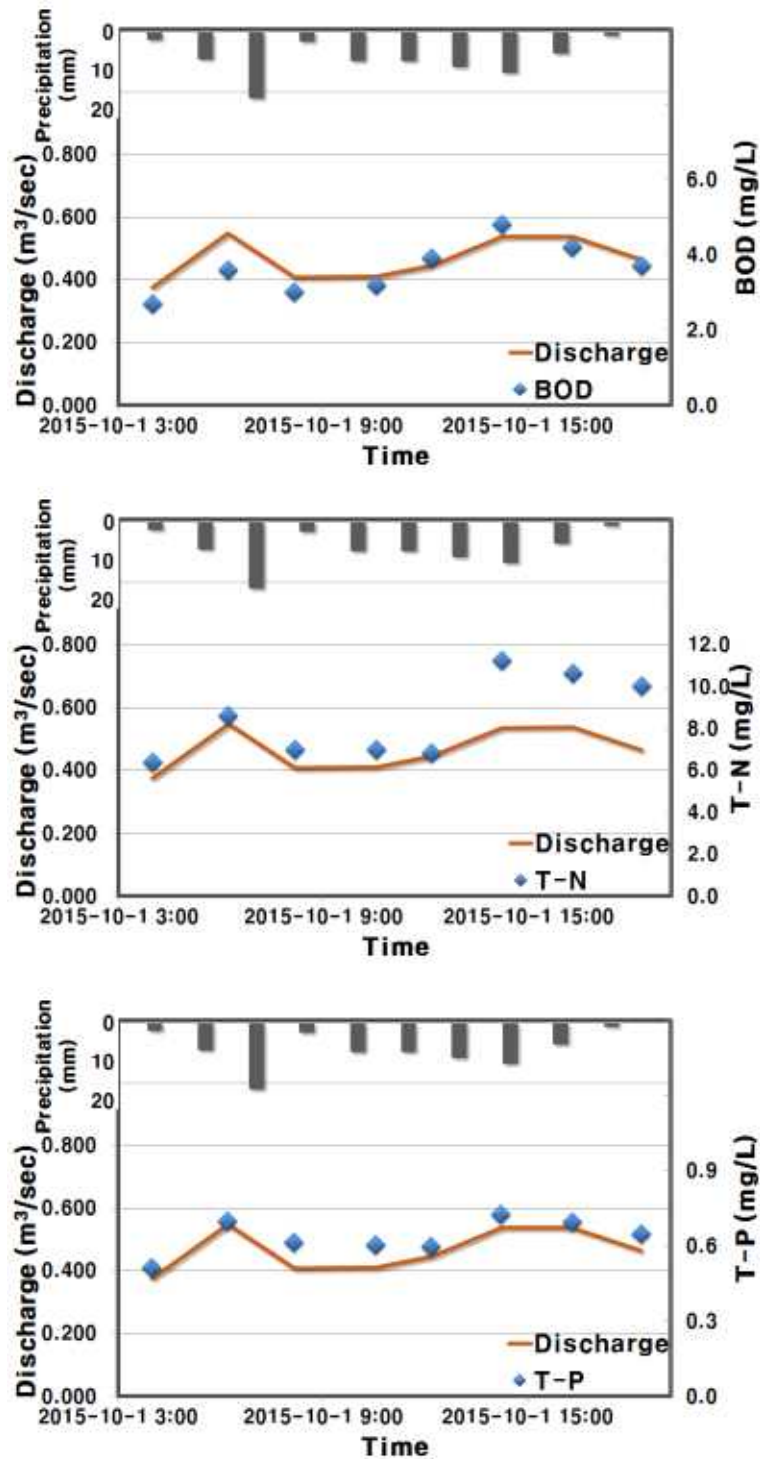 Precipitation
(mm)
0
10
20
Discharge (m³/sec)
0.800
0.600
0.400
0.200
0.000
6.0
4.0
2.0
0.0
BOD (mg/L)
Discharge
BOD
2015-10-1 3:00
2015-10-1 9:00
2015-10-1 15:00
Time
Precipitation
(mm)
0
10
20
Discharge (m³/sec)
0.800
0.600
0.400
0.200
0.000
12.0
10.0
8.0
6.0
4.0
2.0
0.0
T-N (mg/L)
Discharge
T-N
2015-10-1 3:00
2015-10-1 9:00
2015-10-1 15:00
Time
Precipitation
(mm)
0
10
20
Discharge (m³/sec)
0.800
0.600
0.400
0.200
0.000
0.9
0.6
0.3
0.0
T-P (mg/L)
Discharge
T-P
2015-10-1 3:00
2015-10-1 9:00
2015-10-1 15:00
Time